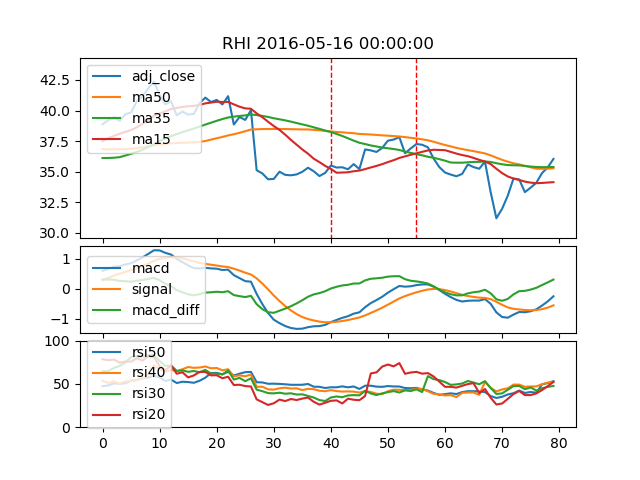 RHI 2016-05-16 00:00:00
42.5
40.0
37.5
35.0
32.5
30.0
adj_close
ma50
ma35
ma15
1
0
−1
macd
signal
macd_diff
100
50
0
rsi50
rsi40
rsi30
rsi20
0 10 20 30 40 50 60 70 80